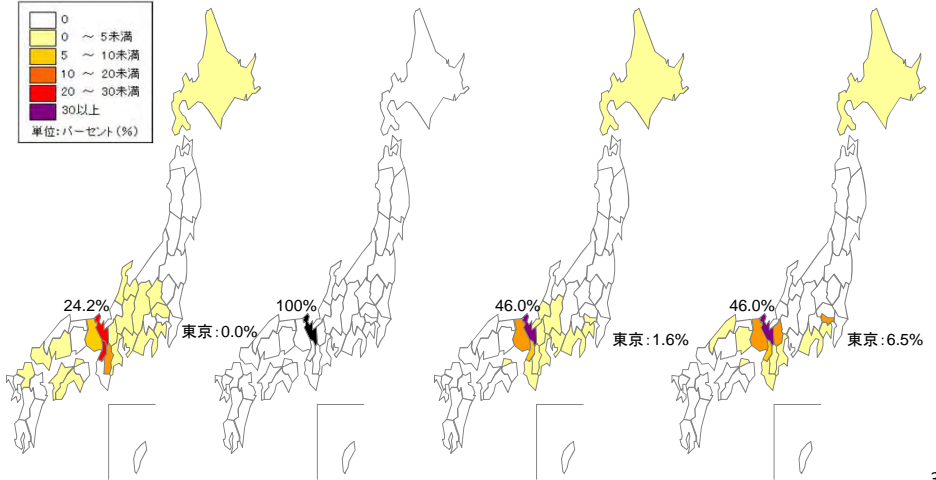 0
0 ～ 5未満
5 ～ 10未満
10 ～ 20未満
20 ～ 30未満
30以上
単位：パーセント（％）
24.2%
東京：0.0%
100%
46.0%
東京：1.6%
46.0%
東京：6.5%